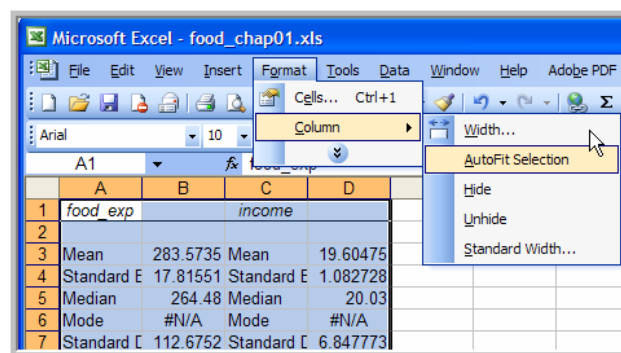 Microsoft Excel - food_chap01.xls
File Edit View Insert Format Tools Data Window Help Adobe PDF
Cells... Ctrl+1
Σ
Arial 10
Column
Width...
A1 fx
AutoFit Selection
A B C D
Hide
1 food_exp income
Unhide
2
3 Mean 283.5735 Mean 19.60475
Standard Width...
4 Standard E 17.81551 Standard E 1.082728
5 Median 264.48 Median 20.03
6 Mode #N/A Mode #N/A
7 Standard D 112.6752 Standard D 6.847773